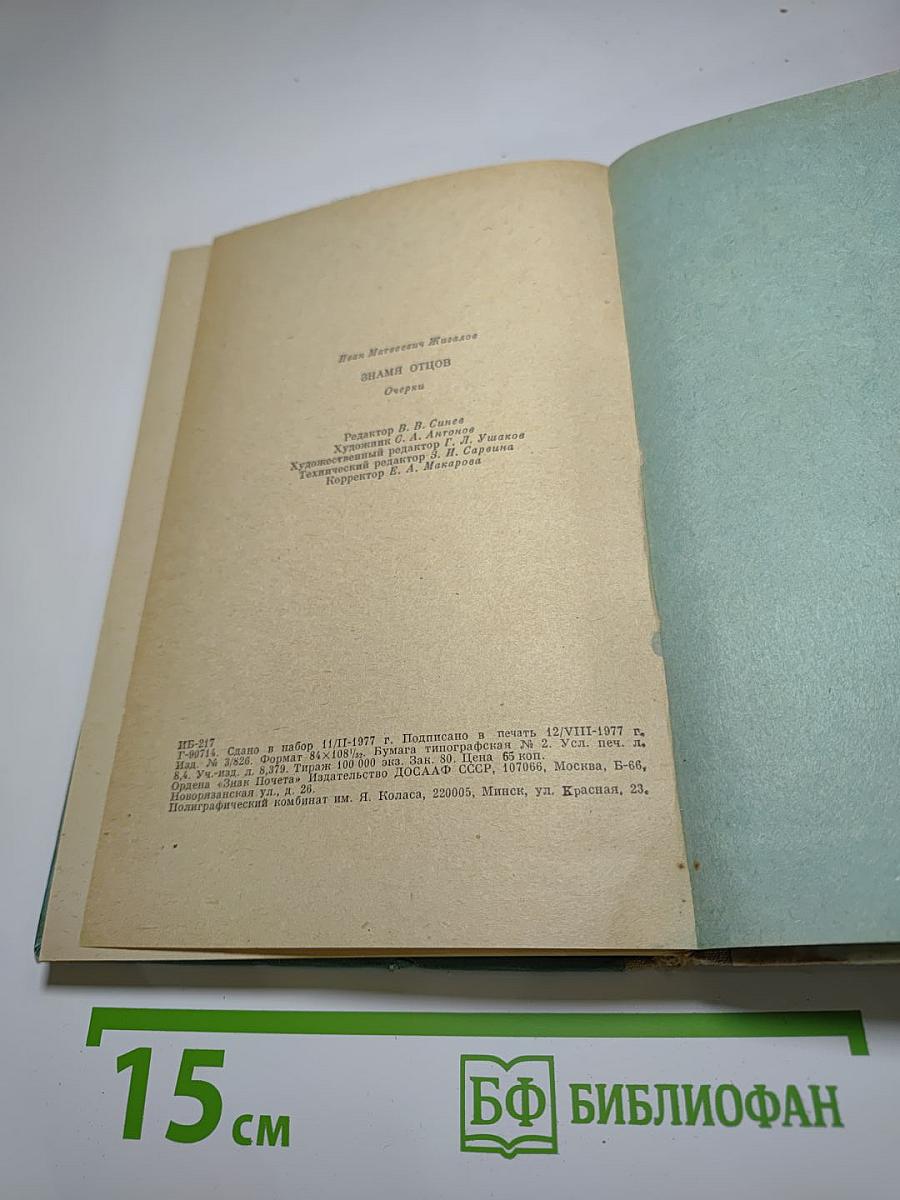 Иван Матвеевич Жигалов
ЗНАМЯ ОТЦОВ
Очерки
Редактор В. В. Синев
Художник С. А. Антонов
Художественный редактор Г. Л. Ушаков
Технический редактор З. И. Сарвина
Корректор Е. А. Макарова
ИБ-217
Г-90714. Сдано в набор 11/II-1977 г. Подписано в печать 12/VIII-1977 г.
Изд. № 3/826. Формат 84×108¹/₃₂. Бумага типографская № 2. Усл. печ. л.
8,4. Уч.-изд. л. 8,379. Тираж 100 000 экз. Зак. 80. Цена 65 коп.
Ордена «Знак Почета» Издательство ДОСААФ СССР, 107066, Москва, Б-66,
Новорязанская ул., д. 26.
Полиграфический комбинат им. Я. Коласа, 220005, Минск, ул. Красная, 23.
15 см
БФ БИБЛИОФАН